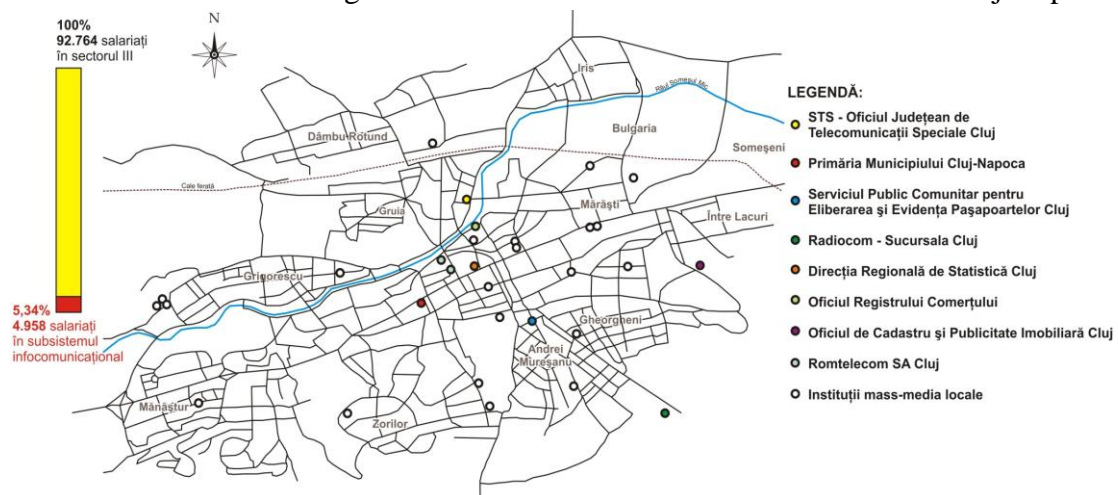 100%
92.764 salariați
în sectorul III
5,34%
4.958 salariați
în subsistemul
infocomunicațional
N
Iris
Râul Someșul Mic
Bulgaria
Someșeni
Dâmbu Rotund
Cale ferată
Gruia
Mărăști
Între Lacuri
Grigorescu
Gheorgheni
Andrei
Mureșanu
Mănăștur
Zorilor
LEGENDĂ:
STS - Oficiul Județean de
Telecomunicații Speciale Cluj
Primăria Municipiului Cluj-Napoca
Serviciul Public Comunitar pentru
Eliberarea și Evidența Pașapoartelor Cluj
Radiocom - Sucursala Cluj
Direcția Regională de Statistică Cluj
Oficiul Registrului Comerțului
Oficiul de Cadastru și Publicitate Imobiliară Cluj
Romtelecom SA Cluj
Instituții mass-media locale